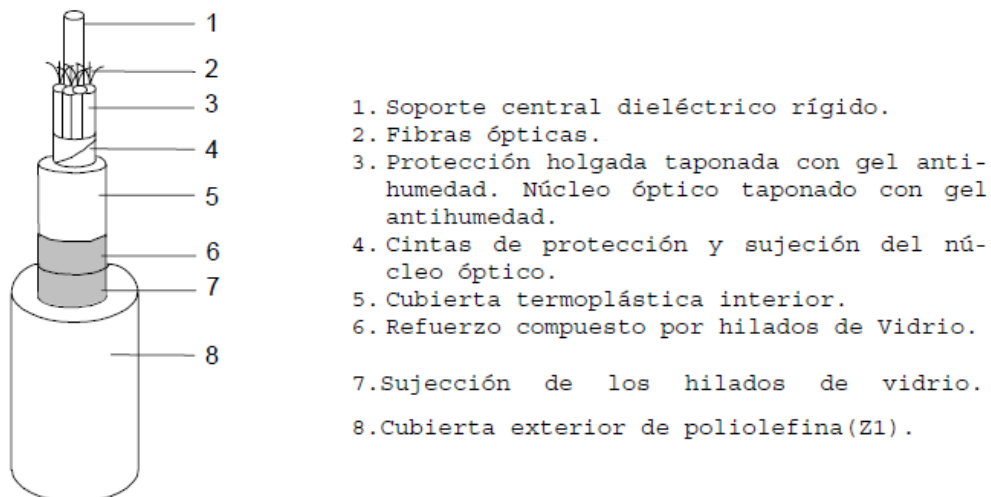 1
2
3
4
5
6
7
8
1. Soporte central dieléctrico rígido.
2. Fibras ópticas.
3. Protección holgada taponada con gel anti-
humedad. Núcleo óptico taponado con gel
antihumedad.
4. Cintas de protección y sujeción del nú-
cleo óptico.
5. Cubierta termoplástica interior.
6. Refuerzo compuesto por hilados de Vidrio.
7.Sujección de los hilados de vidrio.
8.Cubierta exterior de poliolefina(Z1).